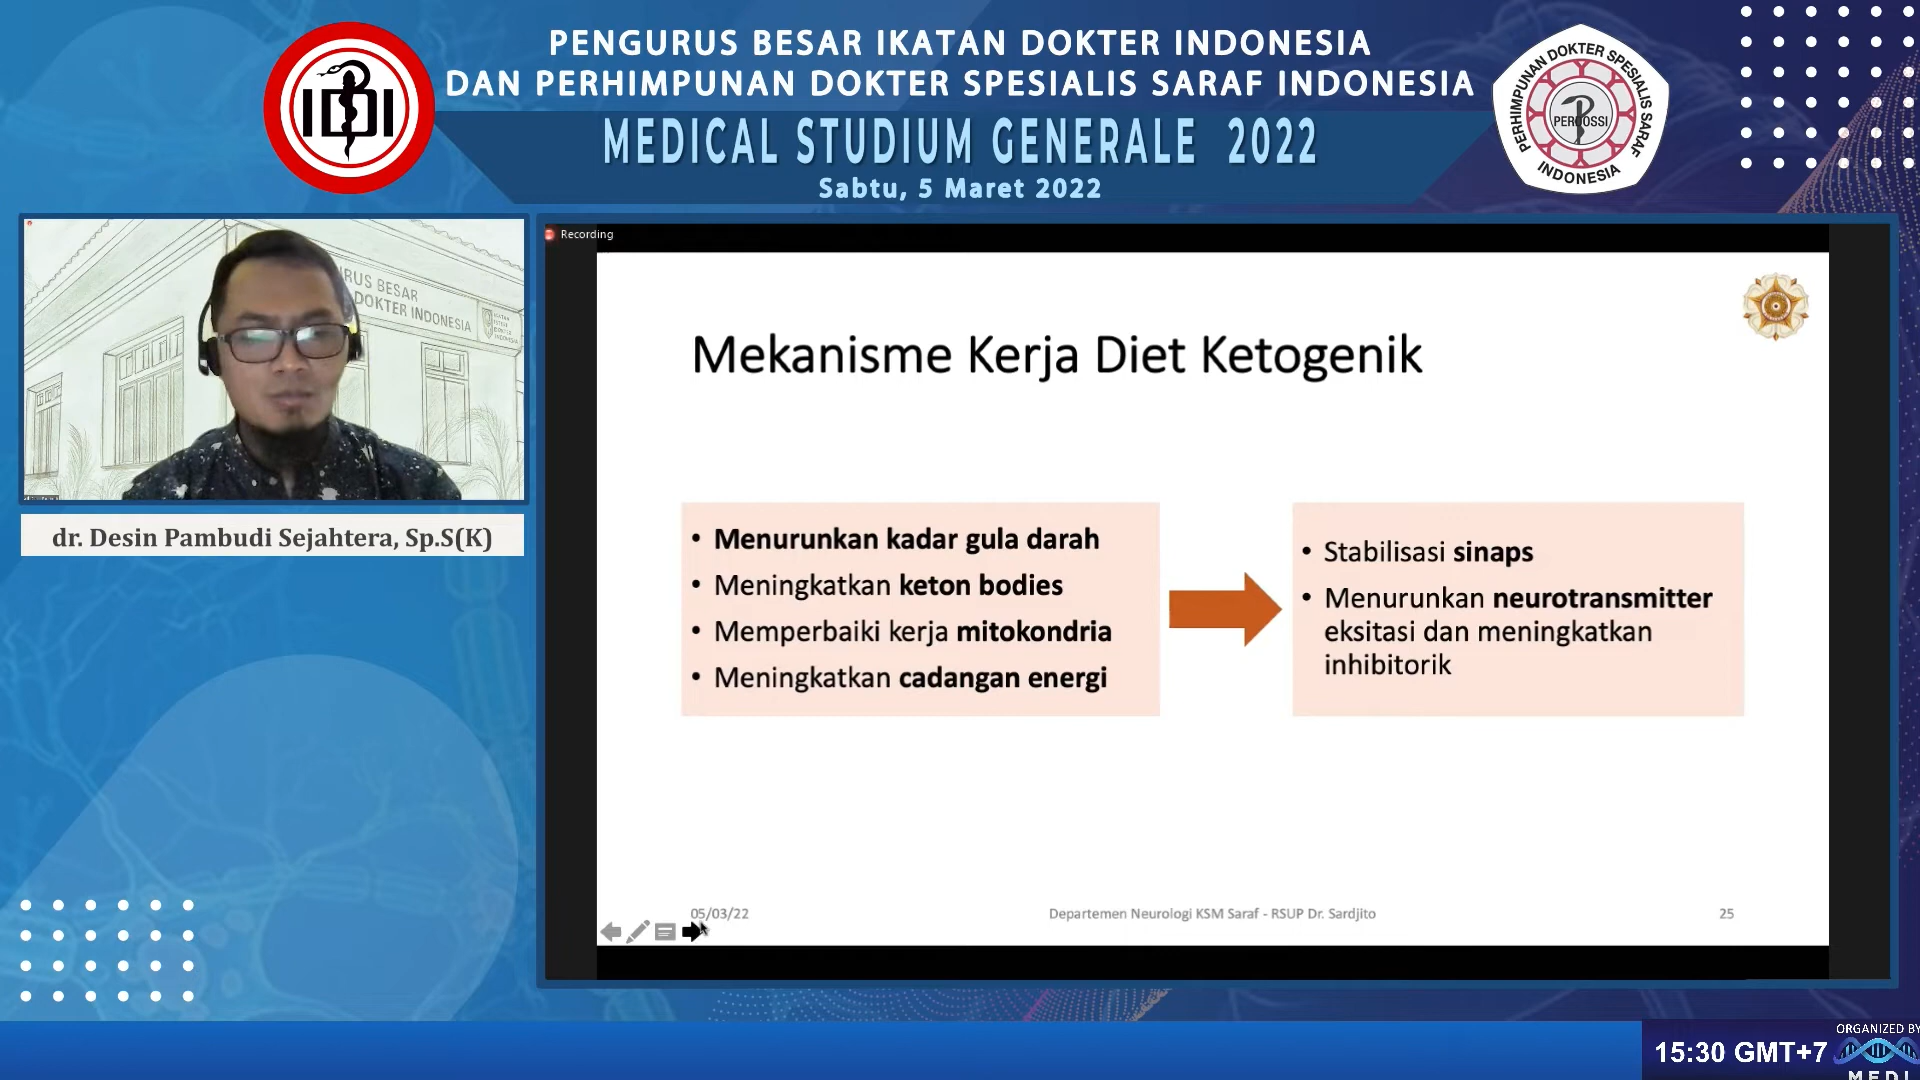 PENGURUS BESAR IKATAN DOKTER INDONESIA
DAN PERHIMPUNAN DOKTER SPESIALIS SARAF INDONESIA
MEDICAL STUDIUM GENERALE 2022
Sabtu, 5 Maret 2022
IDI
PERHIMPUNAN DOKTER SPESIALIS SARAF
PERDOSSI
INDONESIA
RUS BESAR
DOKTER INDONESIA
dr. Desin Pambudi Sejahtera, Sp.S(K)
Recording
Mekanisme Kerja Diet Ketogenik
• Menurunkan kadar gula darah
• Meningkatkan keton bodies
• Memperbaiki kerja mitokondria
• Meningkatkan cadangan energi
• Stabilisasi sinaps
• Menurunkan neurotransmitter
eksitasi dan meningkatkan
inhibitorik
05/03/22
Departemen Neurologi KSM Saraf - RSUP Dr. Sardjito
25
15:30 GMT+7
ORGANIZED BY
MEDI